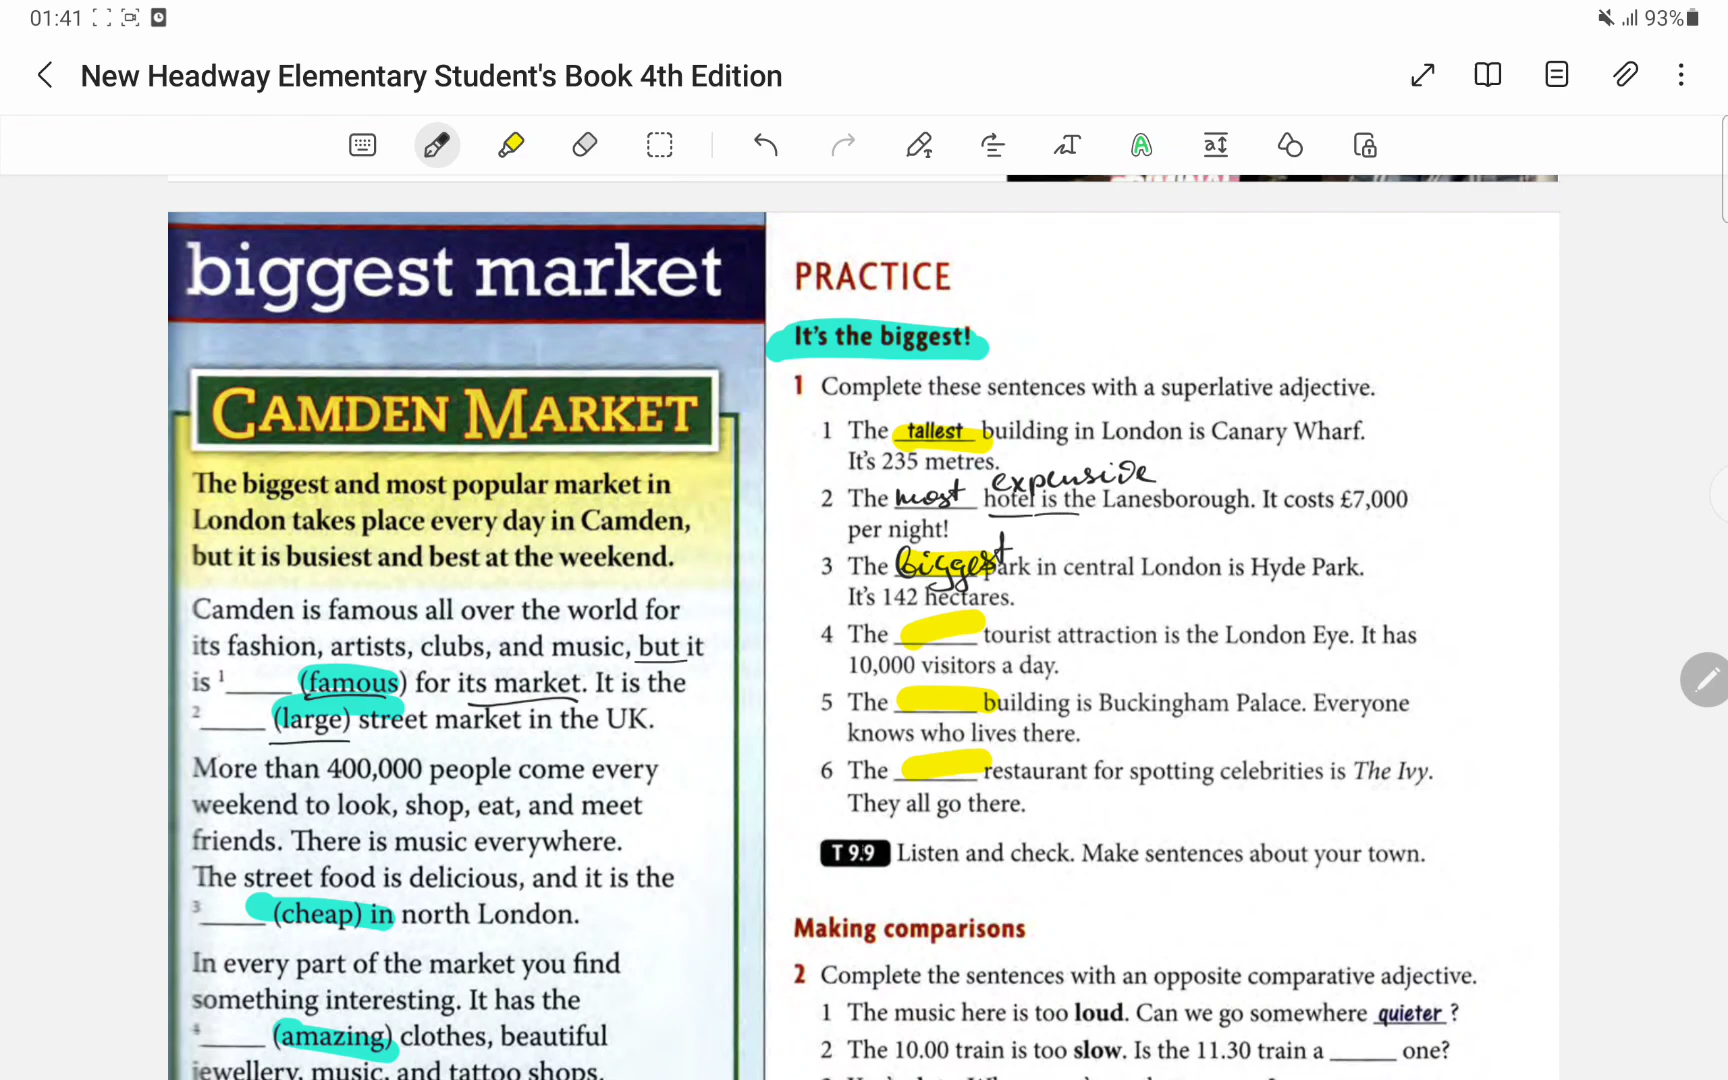 01:41
93%
New Headway Elementary Student's Book 4th Edition
biggest market
CAMDEN MARKET
The biggest and most popular market in
London takes place every day in Camden,
but it is busiest and best at the weekend.
Camden is famous all over the world for
its fashion, artists, clubs, and music, but it
is 1_____ (famous) for its market. It is the
2_____ (large) street market in the UK.
More than 400,000 people come every
weekend to look, shop, eat, and meet
friends. There is music everywhere.
The street food is delicious, and it is the
3_____ (cheap) in north London.
In every part of the market you find
something interesting. It has the
4_____ (amazing) clothes, beautiful
jewellery, music, and tattoo shops.
PRACTICE
It's the biggest!
1 Complete these sentences with a superlative adjective.
1 The tallest building in London is Canary Wharf.
It's 235 metres.
expensive
2 The most hotel is the Lanesborough. It costs £7,000
per night!
3 The biggest park in central London is Hyde Park.
It's 142 hectares.
4 The ______ tourist attraction is the London Eye. It has
10,000 visitors a day.
5 The ______ building is Buckingham Palace. Everyone
knows who lives there.
6 The ______ restaurant for spotting celebrities is The Ivy.
They all go there.
T 9.9 Listen and check. Make sentences about your town.
Making comparisons
2 Complete the sentences with an opposite comparative adjective.
1 The music here is too loud. Can we go somewhere quieter ?
2 The 10.00 train is too slow. Is the 11.30 train a _____ one?